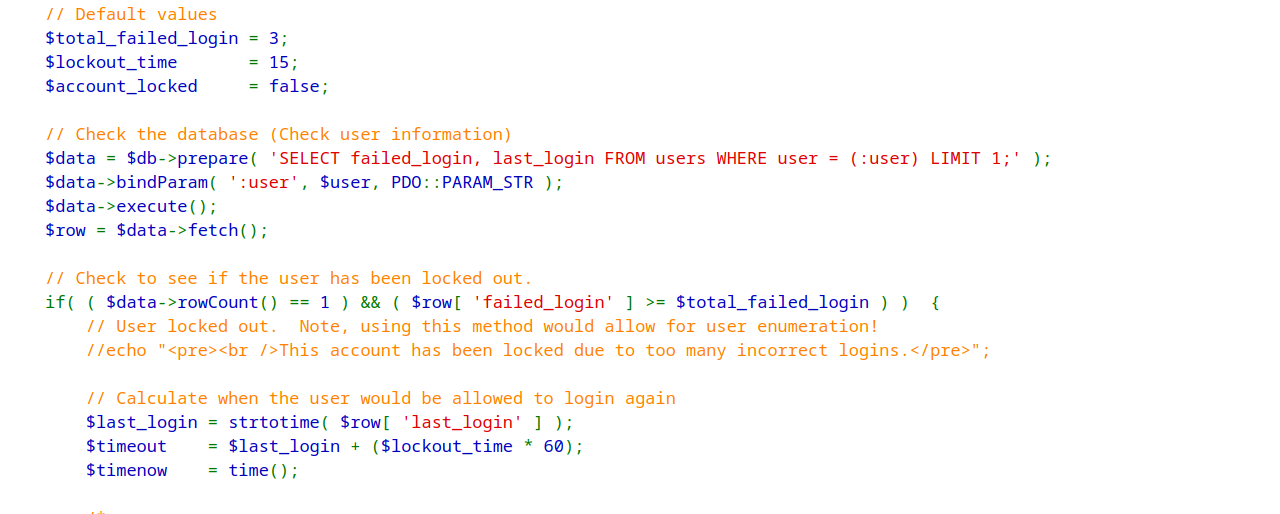 // Default values
$total_failed_login = 3;
$lockout_time       = 15;
$account_locked     = false;
// Check the database (Check user information)
$data = $db->prepare( 'SELECT failed_login, last_login FROM users WHERE user = (:user) LIMIT 1;' );
$data->bindParam( ':user', $user, PDO::PARAM_STR );
$data->execute();
$row = $data->fetch();
// Check to see if the user has been locked out.
if( ( $data->rowCount() == 1 ) && ( $row[ 'failed_login' ] >= $total_failed_login ) )  {
    // User locked out.  Note, using this method would allow for user enumeration!
    //echo "<pre><br />This account has been locked due to too many incorrect logins.</pre>";
    // Calculate when the user would be allowed to login again
    $last_login = strtotime( $row[ 'last_login' ] );
    $timeout    = $last_login + ($lockout_time * 60);
    $timenow    = time();